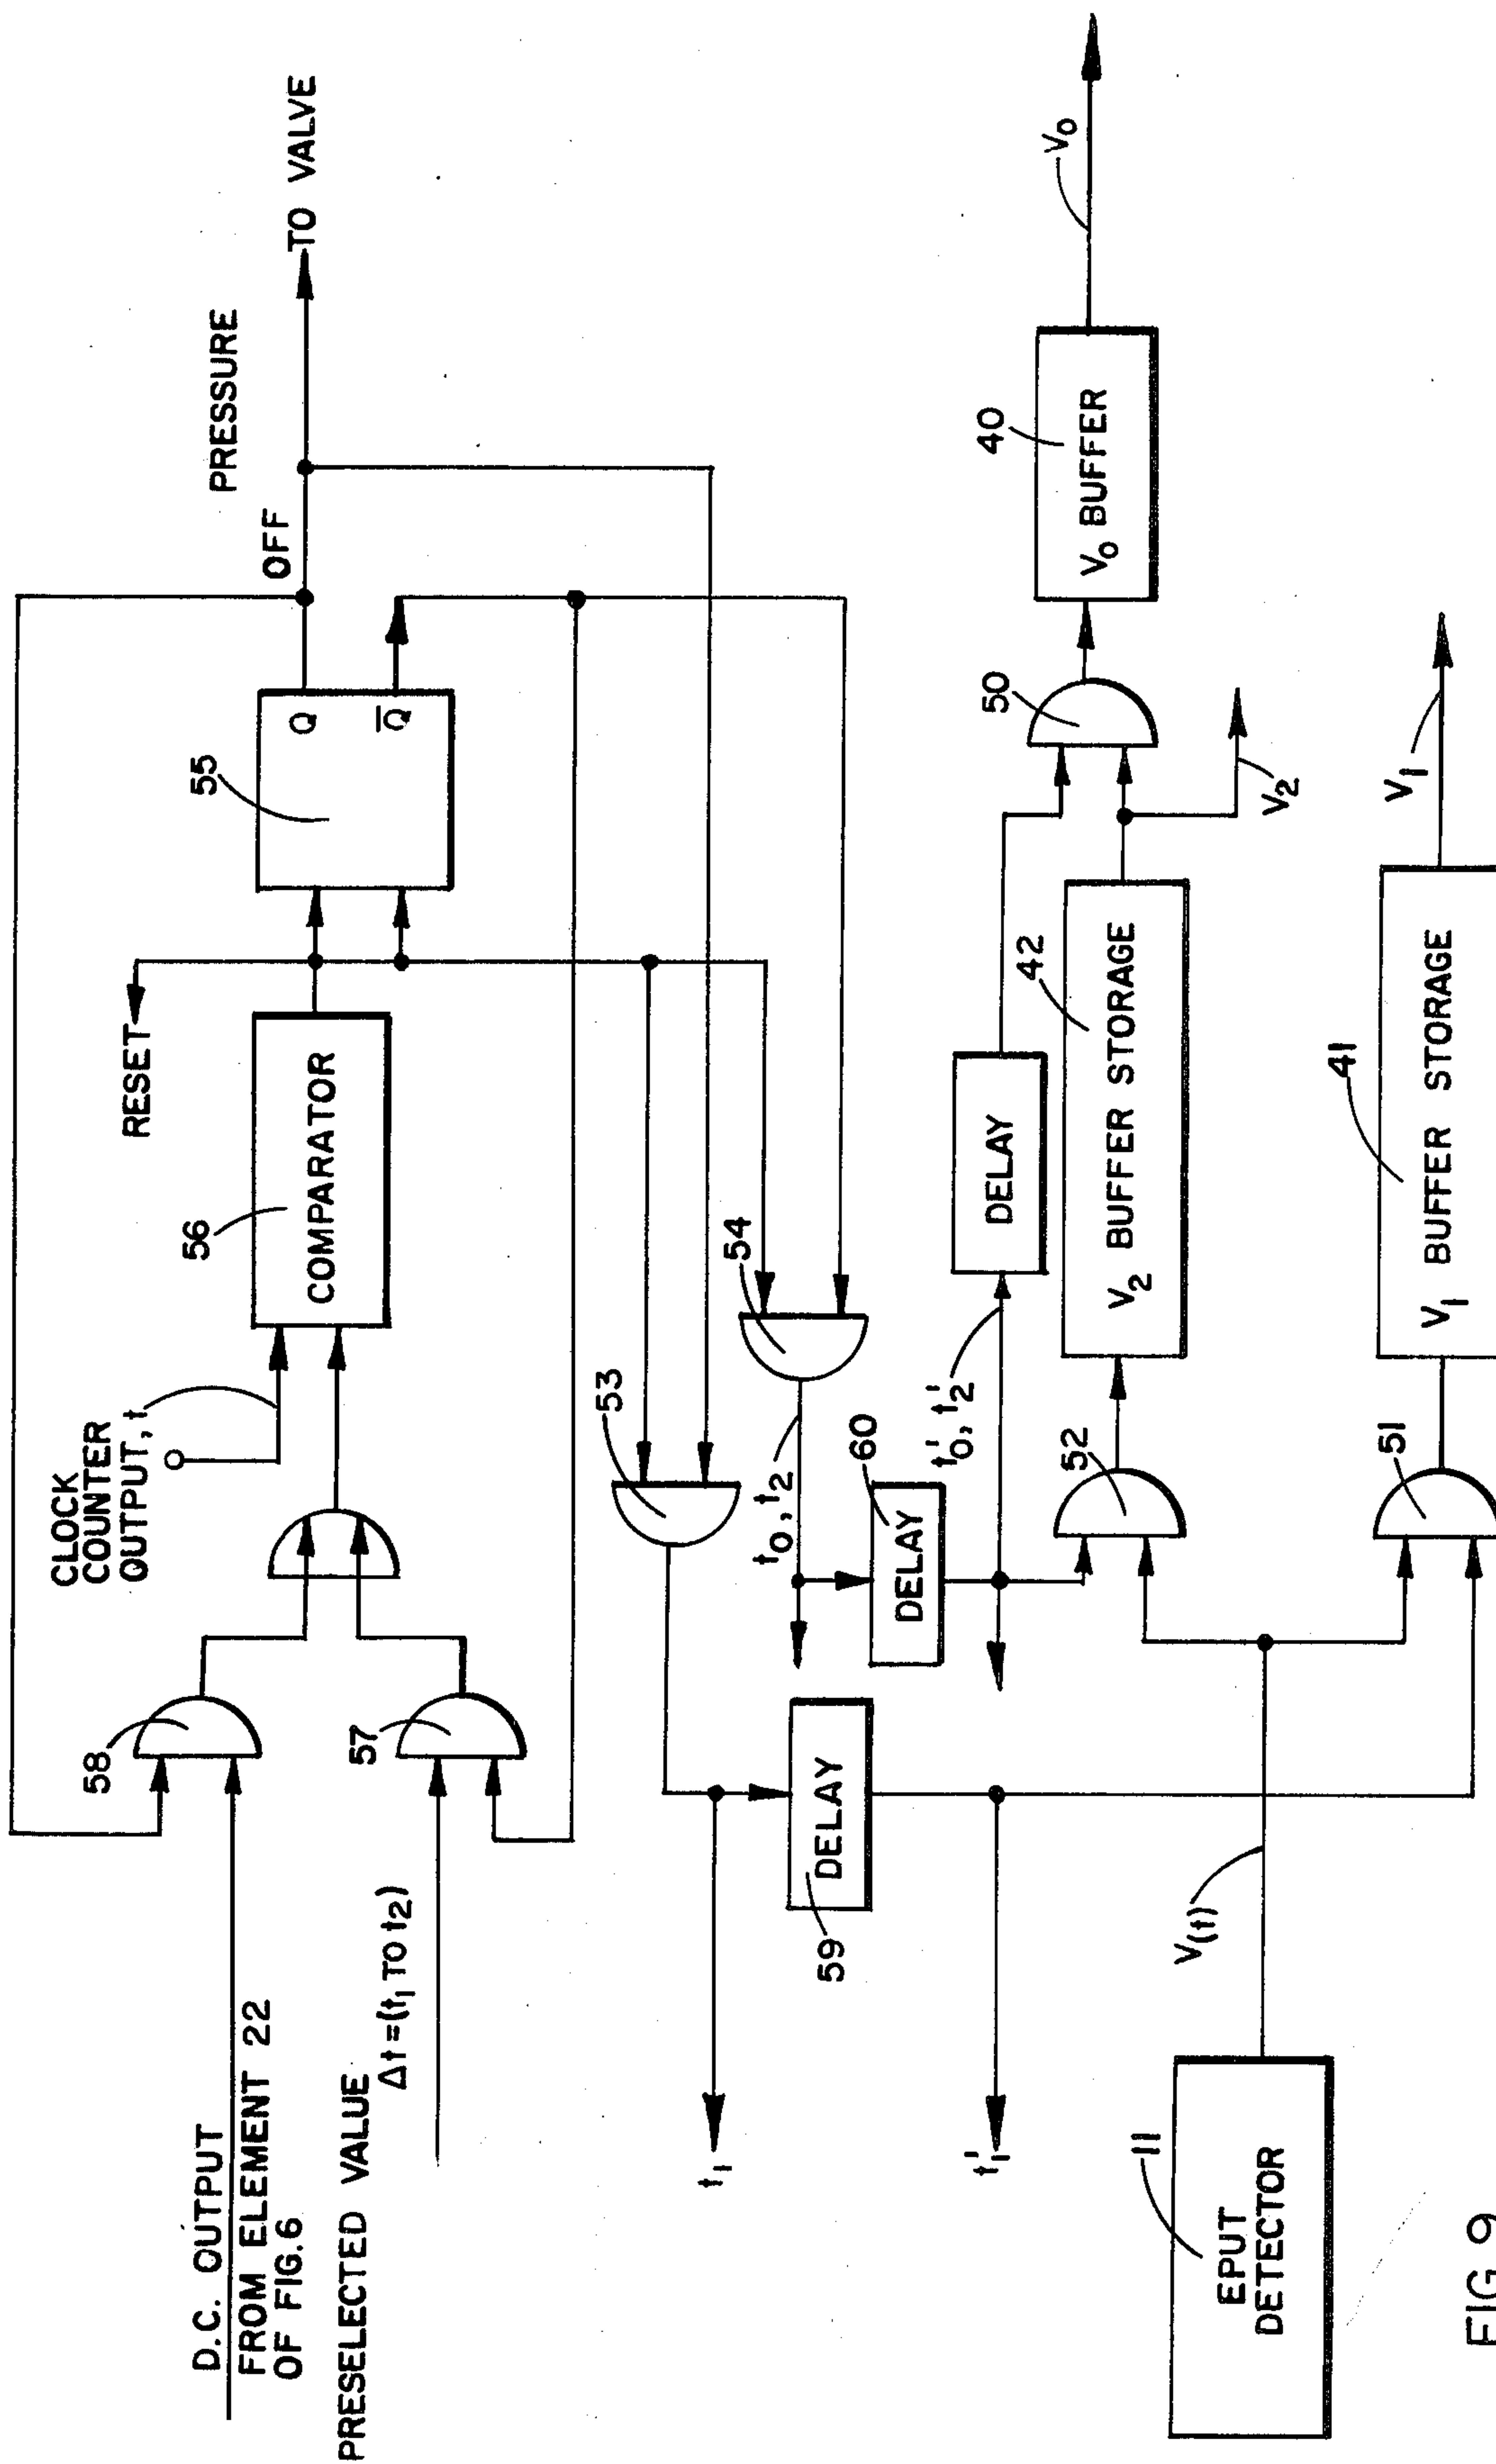 D.C. OUTPUT
FROM ELEMENT 22
OF FIG.6
PRESELECTED VALUE
Δt=(t₁ TO t₂)
58
57
CLOCK
COUNTER
OUTPUT, t
56
COMPARATOR
RESET
55
Q
Q̅
OFF
PRESSURE
TO VALVE
53
54
t₁
59
DELAY
t₁'
t₀, t₂
60
DELAY
t₀', t₂'
DELAY
11
EPUT
DETECTOR
V(t)
52
42
V₂ BUFFER STORAGE
V₂
50
40
V₀ BUFFER
V₀
51
41
V₁ BUFFER STORAGE
V₁
FIG. 9